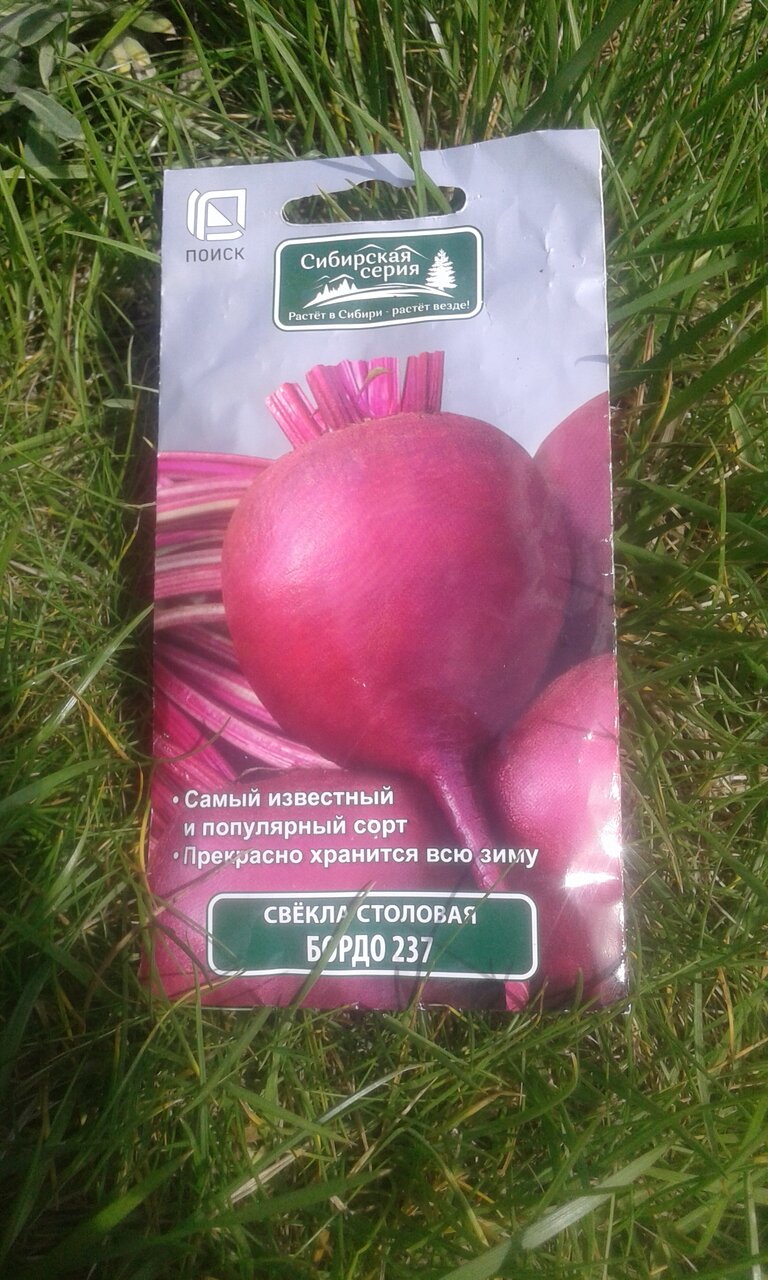 ПОИСК
Сибирская
серия
Растёт в Сибири - растёт везде!
• Самый известный
и популярный сорт
• Прекрасно хранится всю зиму
СВЁКЛА СТОЛОВАЯ
БОРДО 237